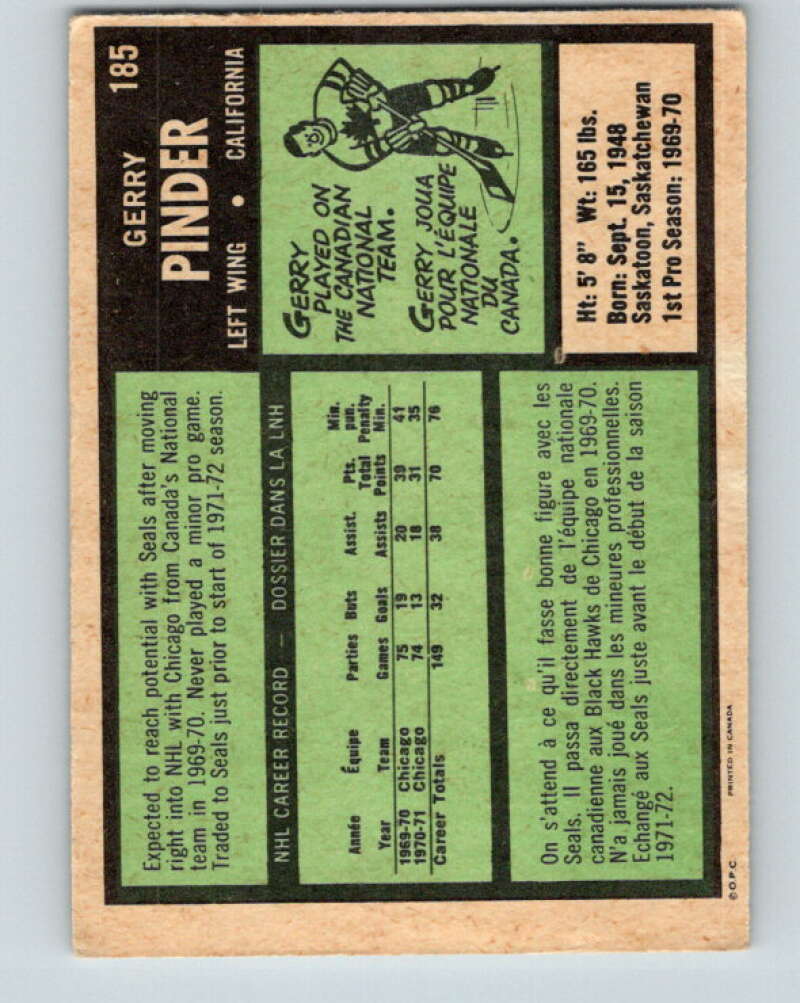 GERRY 185
PINDER
LEFT WING • CALIFORNIA
Expected to reach potential with Seals after moving
right into NHL with Chicago from Canada's National
team in 1969-70. Never played a minor pro game.
Traded to Seals just prior to start of 1971-72 season.
GERRY
PLAYED ON
THE CANADIAN
NATIONAL
TEAM.
GERRY JOUA
POUR L'ÉQUIPE
NATIONALE
DU
CANADA.
NHL CAREER RECORD — DOSSIER DANS LA LNH
Année Équipe Parties Buts Assist. Pts. Total Min. pun.
Year Team Games Goals Assists Points Penalty Min.
1969-70 Chicago 75 19 20 39 41
1970-71 Chicago 74 13 18 31 35
Career Totals 149 32 38 70 76
Ht: 5' 8" Wt: 165 lbs.
Born: Sept. 15, 1948
Saskatoon, Saskatchewan
1st Pro Season: 1969-70
On s'attend à ce qu'il fasse bonne figure avec les
Seals. Il passa directement de l'équipe nationale
canadienne aux Black Hawks de Chicago en 1969-70.
N'a jamais joué dans les mineures professionnelles.
Echangé aux Seals juste avant le début de la saison
1971-72.
©O.P.C. PRINTED IN CANADA